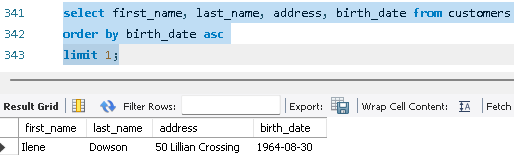 341 select first_name, last_name, address, birth_date from customers
342 order by birth_date asc
343 limit 1;
Result Grid Filter Rows: Export: Wrap Cell Content: IA Fetch
first_name last_name address birth_date
Ilene Dowson 50 Lillian Crossing 1964-08-30